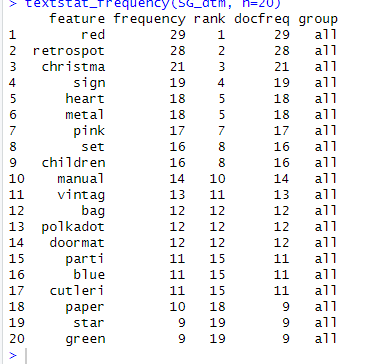 > textstat_frequency(SG_dtm, n=20)
feature frequency rank docfreq group
1 red 29 1 29 all
2 retrospot 28 2 28 all
3 christma 21 3 21 all
4 sign 19 4 19 all
5 heart 18 5 18 all
6 metal 18 5 18 all
7 pink 17 7 17 all
8 set 16 8 16 all
9 children 16 8 16 all
10 manual 14 10 14 all
11 vintag 13 11 13 all
12 bag 12 12 12 all
13 polkadot 12 12 12 all
14 doormat 12 12 12 all
15 parti 11 15 11 all
16 blue 11 15 11 all
17 cutleri 11 15 11 all
18 paper 10 18 9 all
19 star 9 19 9 all
20 green 9 19 9 all
>